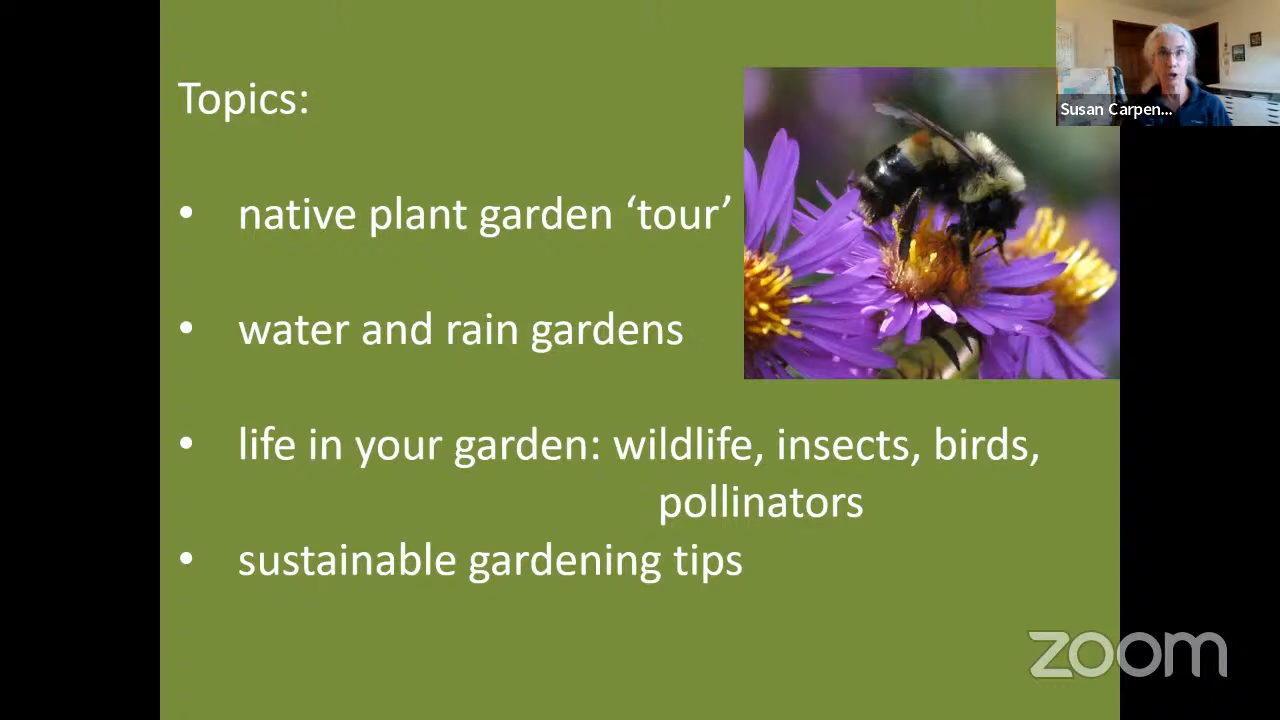 Topics:
• native plant garden ‘tour’
• water and rain gardens
• life in your garden: wildlife, insects, birds,
pollinators
• sustainable gardening tips
Susan Carpen...
zoom